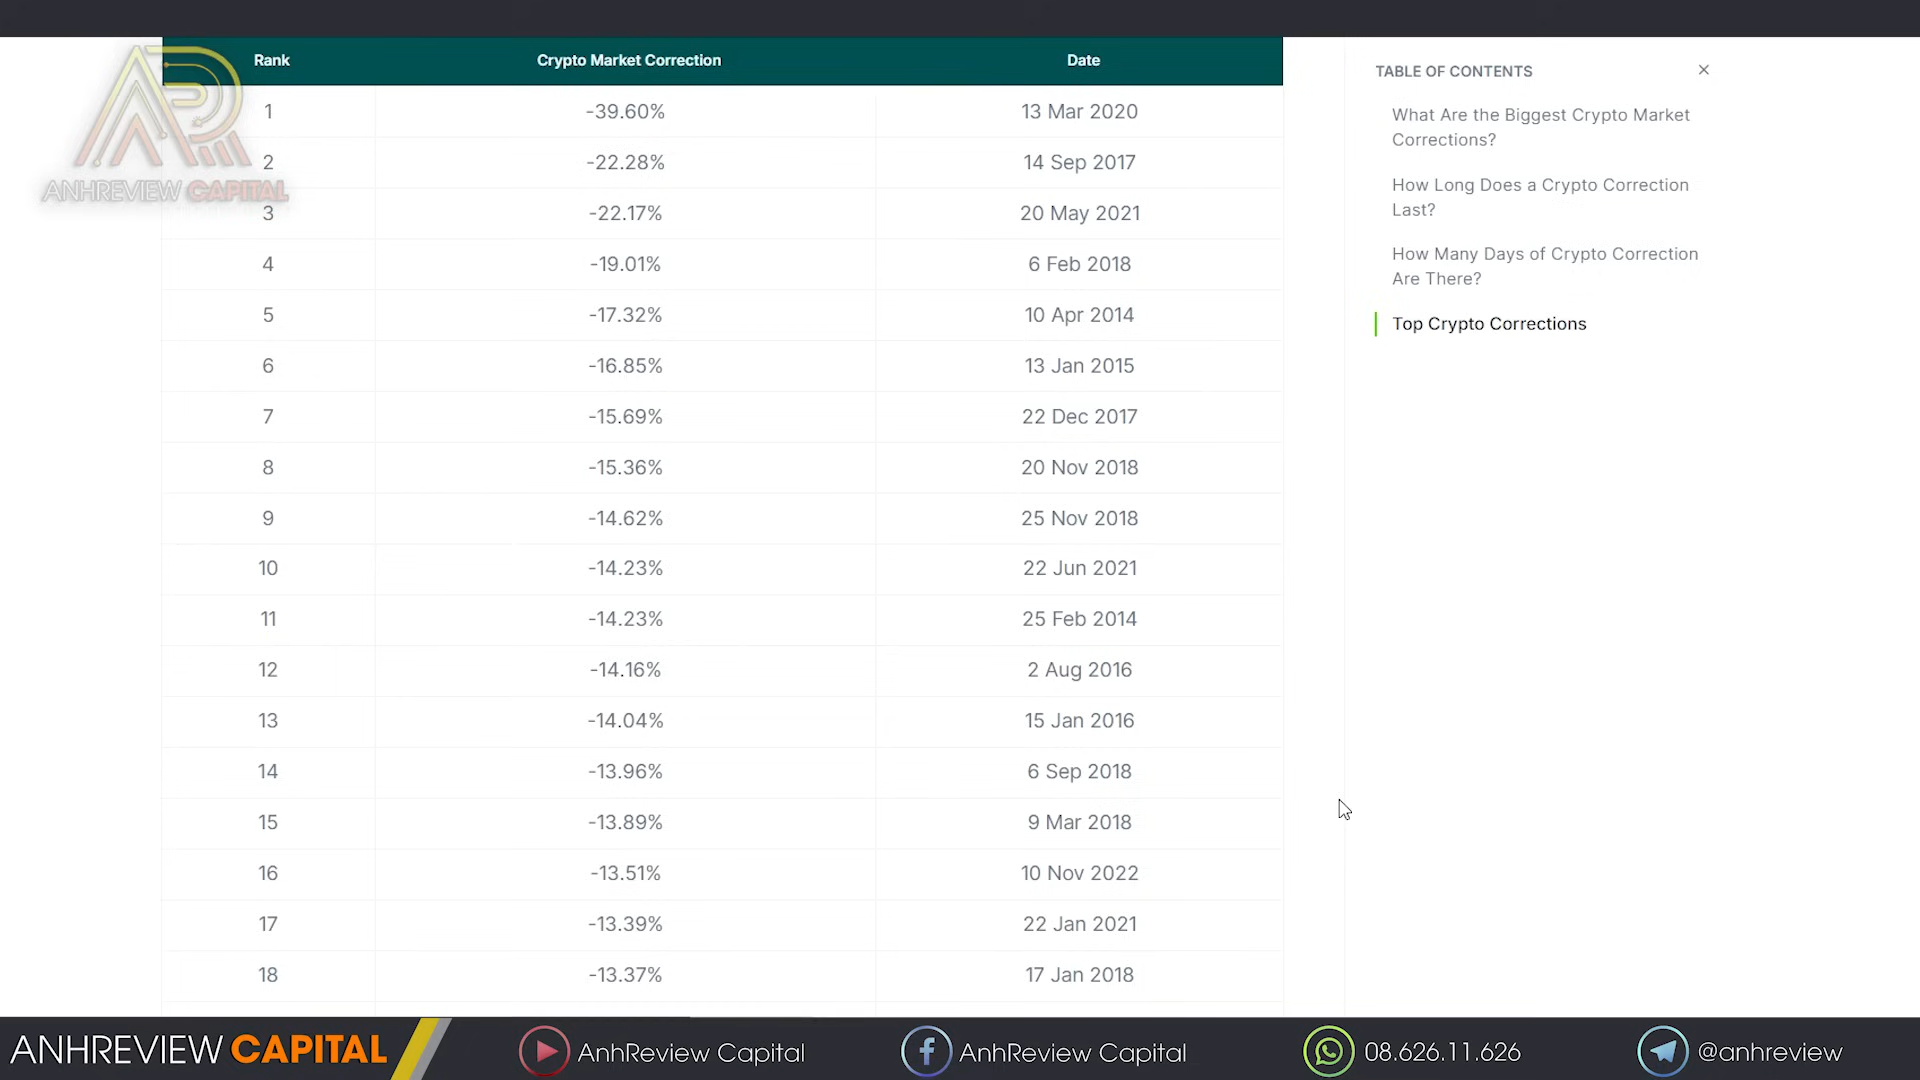 Rank Crypto Market Correction Date
1 -39.60% 13 Mar 2020
2 -22.28% 14 Sep 2017
3 -22.17% 20 May 2021
4 -19.01% 6 Feb 2018
5 -17.32% 10 Apr 2014
6 -16.85% 13 Jan 2015
7 -15.69% 22 Dec 2017
8 -15.36% 20 Nov 2018
9 -14.62% 25 Nov 2018
10 -14.23% 22 Jun 2021
11 -14.23% 25 Feb 2014
12 -14.16% 2 Aug 2016
13 -14.04% 15 Jan 2016
14 -13.96% 6 Sep 2018
15 -13.89% 9 Mar 2018
16 -13.51% 10 Nov 2022
17 -13.39% 22 Jan 2021
18 -13.37% 17 Jan 2018
ANHREVIEW CAPITAL
TABLE OF CONTENTS
What Are the Biggest Crypto Market
Corrections?
How Long Does a Crypto Correction
Last?
How Many Days of Crypto Correction
Are There?
Top Crypto Corrections
ANHREVIEW CAPITAL AnhReview Capital AnhReview Capital 08.626.11.626 @anhreview